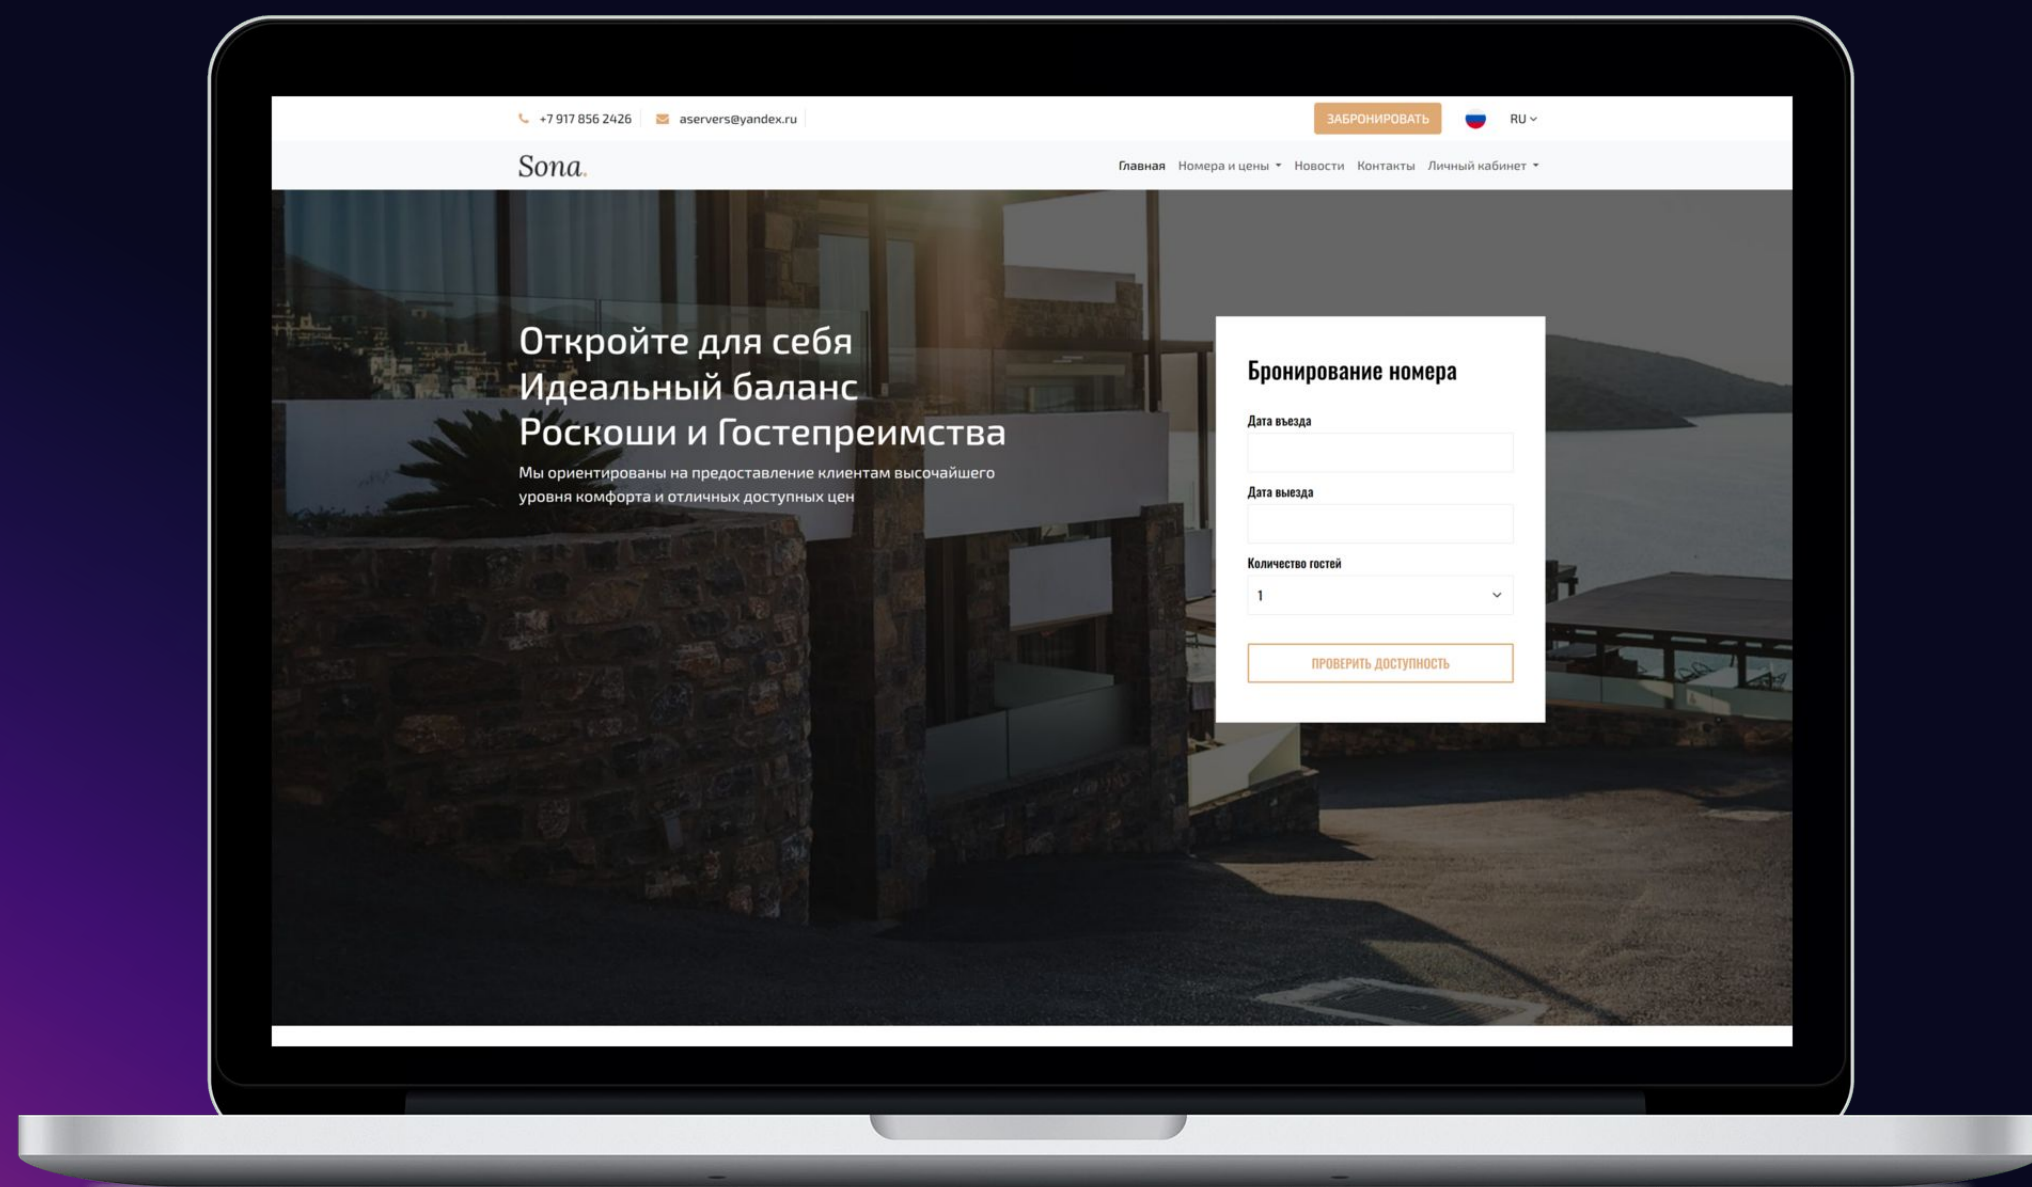 +7 917 856 2426 aservers@yandex.ru ЗАБРОНИРОВАТЬ RU
Sona. Главная Номера и цены Новости Контакты Личный кабинет
Откройте для себя
Идеальный баланс
Роскоши и Гостепреимства
Мы ориентированы на предоставление клиентам высочайшего
уровня комфорта и отличных доступных цен
Бронирование номера
Дата въезда
Дата выезда
Количество гостей
1
ПРОВЕРИТЬ ДОСТУПНОСТЬ